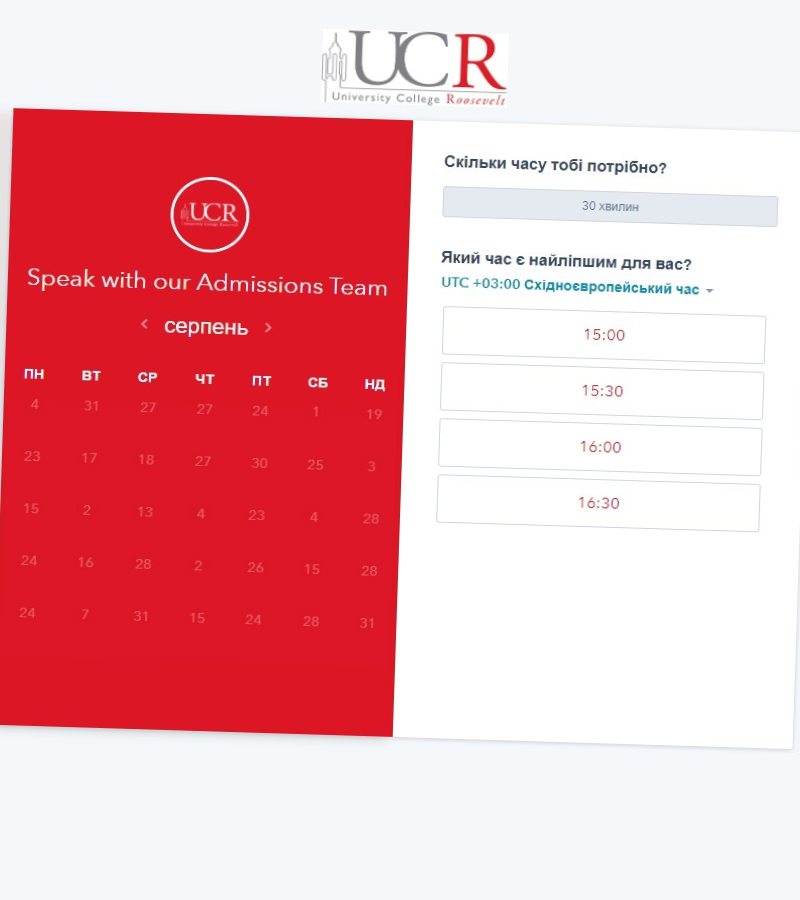 UCR
University College Roosevelt
UCR
Speak with our Admissions Team
серпень
ПН ВТ СР ЧТ ПТ СБ НД
4 31 27 27 24 1 19
23 17 18 27 30 25 3
15 2 13 4 23 4 28
24 16 28 2 26 15 28
24 7 31 15 24 28 31
Скільки часу тобі потрібно?
30 хвилин
Який час є найліпшим для вас?
UTC +03:00 Східноєвропейський час
15:00
15:30
16:00
16:30